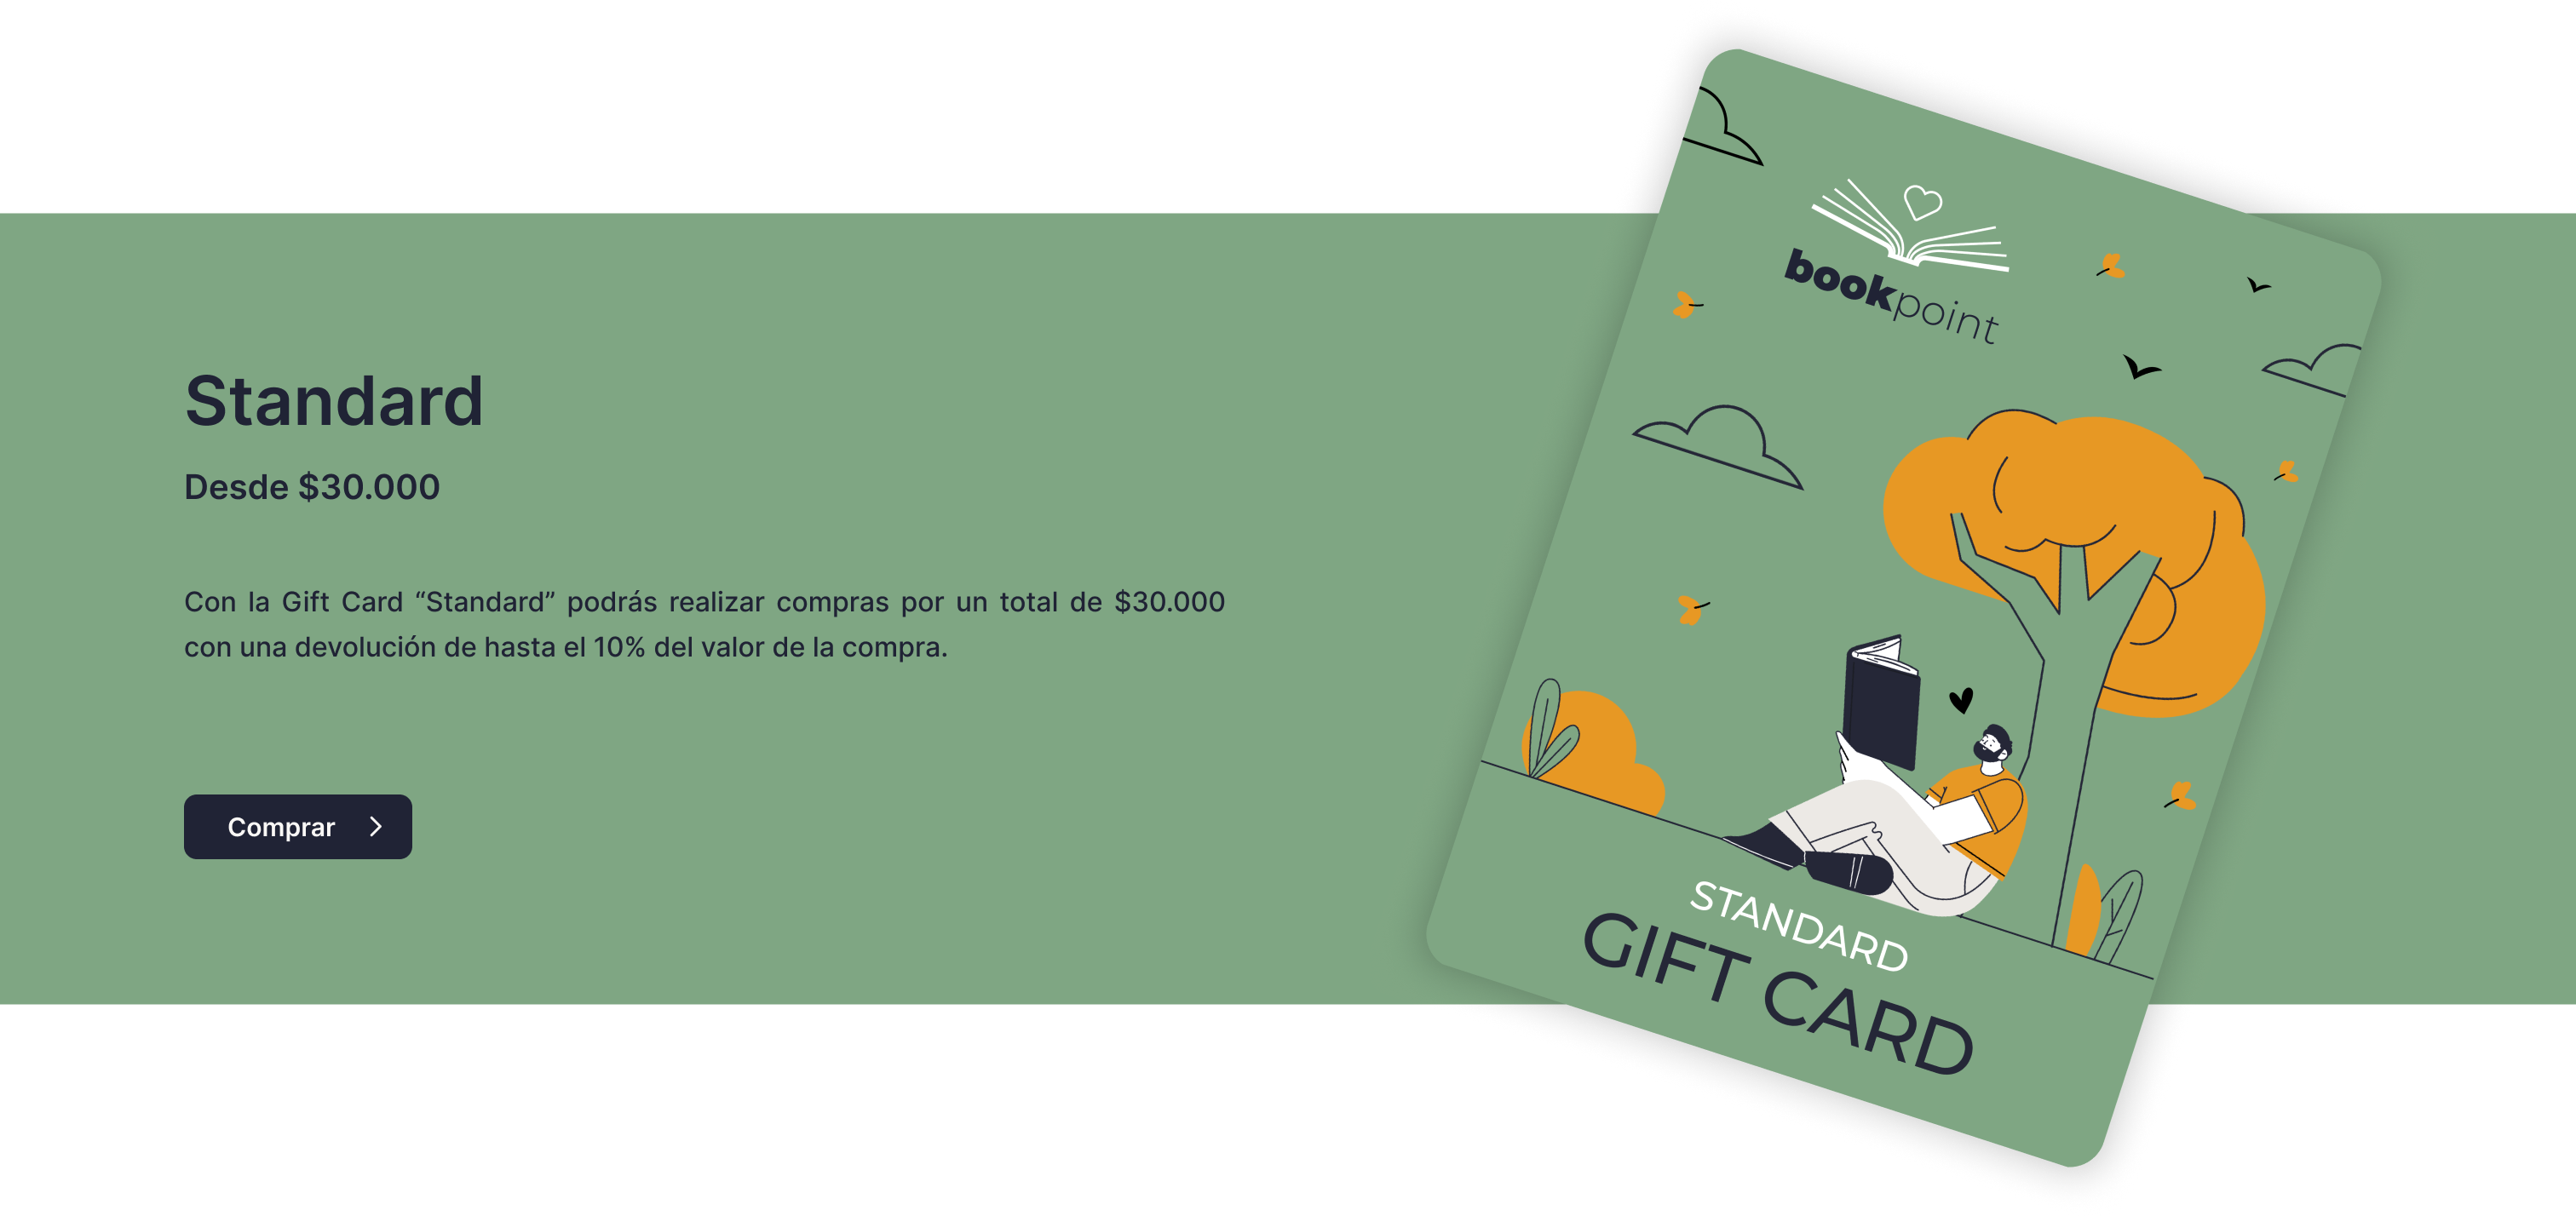 Standard
Desde $30.000
Con la Gift Card “Standard” podrás realizar compras por un total de $30.000
con una devolución de hasta el 10% del valor de la compra.
Comprar
bookpoint
STANDARD
GIFT CARD